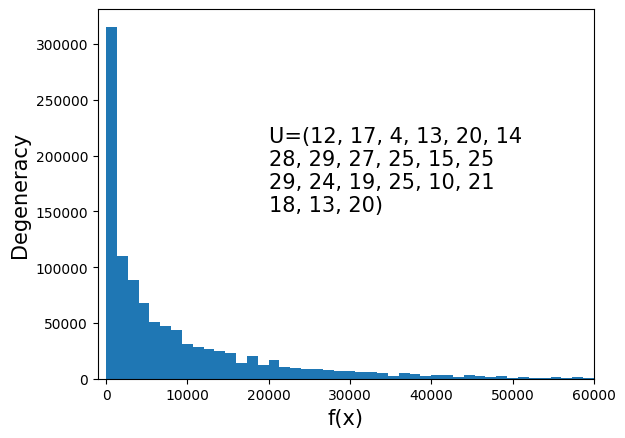 300000
250000
200000
150000
100000
50000
0
Degeneracy
U=(12, 17, 4, 13, 20, 14
28, 29, 27, 25, 15, 25
29, 24, 19, 25, 10, 21
18, 13, 20)
0 10000 20000 30000 40000 50000 60000
f(x)